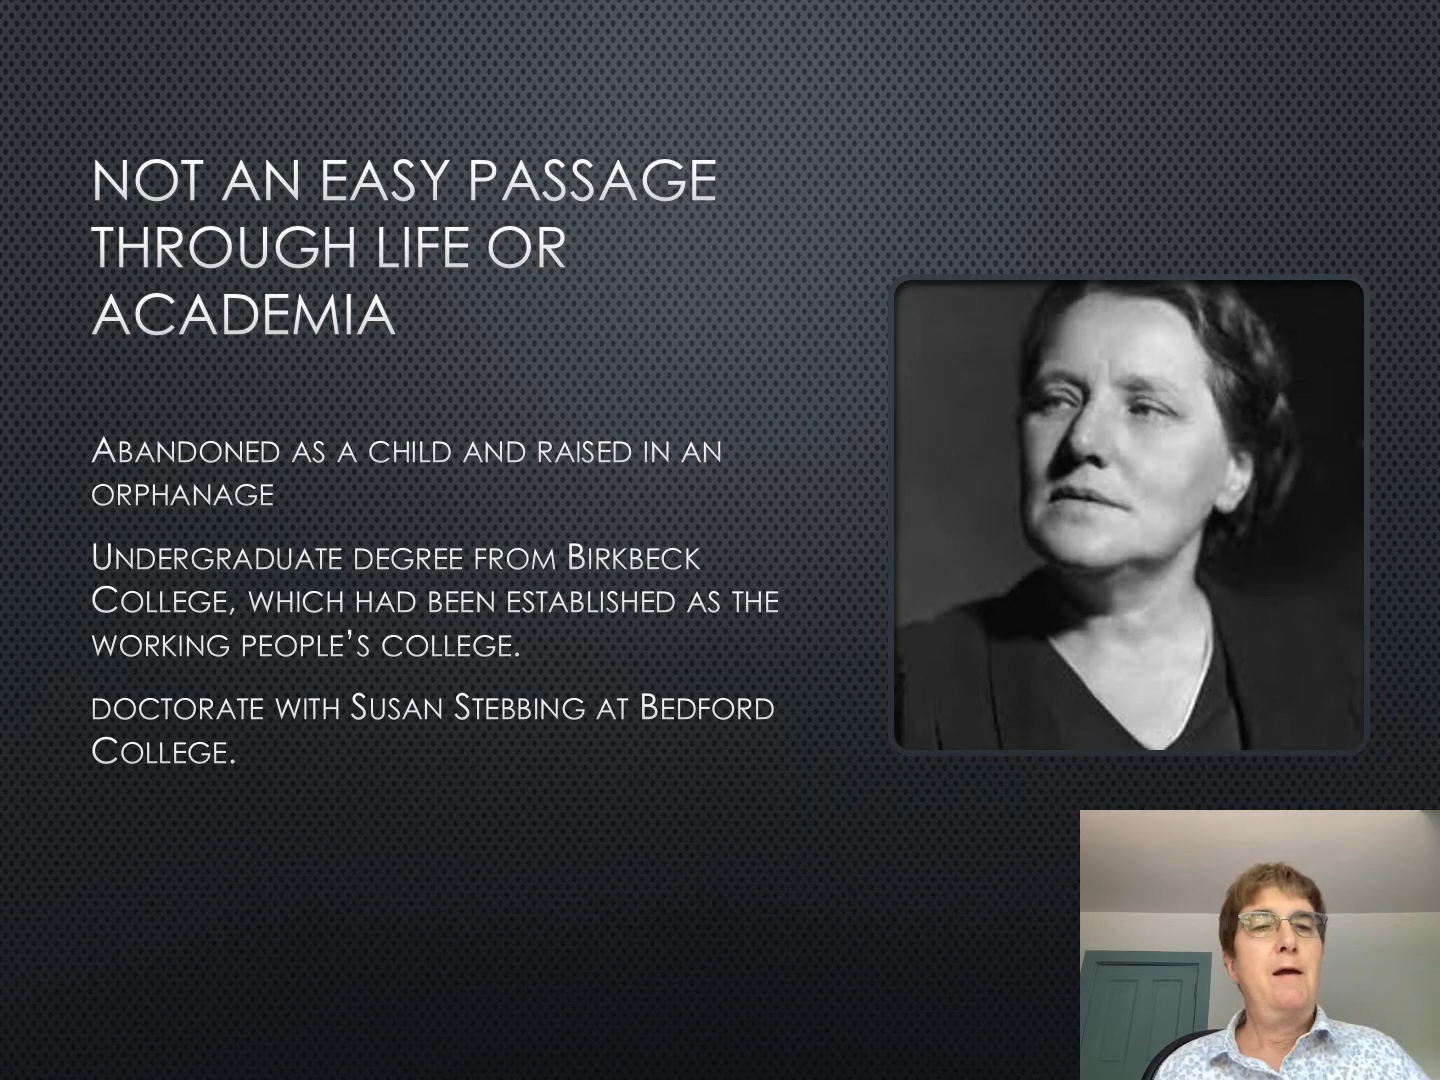 NOT AN EASY PASSAGE
THROUGH LIFE OR
ACADEMIA
ABANDONED AS A CHILD AND RAISED IN AN
ORPHANAGE
UNDERGRADUATE DEGREE FROM BIRKBECK
COLLEGE, WHICH HAD BEEN ESTABLISHED AS THE
WORKING PEOPLE’S COLLEGE.
DOCTORATE WITH SUSAN STEBBING AT BEDFORD
COLLEGE.